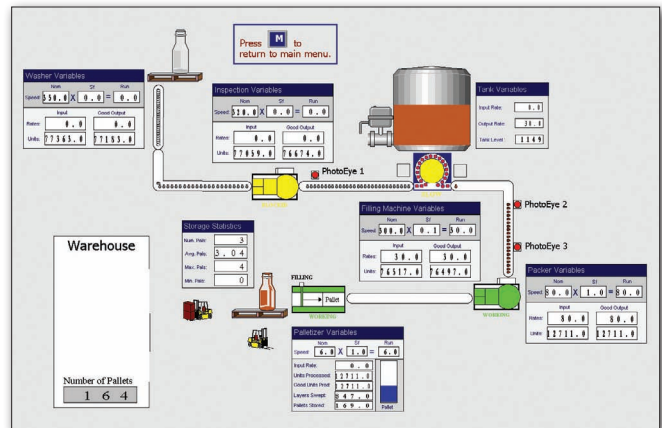 Press M to
return to main menu.
Washer Variables
Nom Sf Run
Speed: 350.0 X 0.0 = 0.0
Input Good Output
Rates: 0.0 0.0
Units: 77363.0 77183.0
Inspection Variables
Nom Sf Run
Speed: 320.0 X 0.0 = 0.0
Input Good Output
Rates: 0.0 0.0
Units: 77039.0 76674.0
Tank Variables
Input Rate: 0.0
Output Rate: 30.0
Tank Level: 1149
PhotoEye 1
PhotoEye 2
PhotoEye 3
Filling Machine Variables
Nom Sf Run
Speed: 300.0 X 0.1 = 30.0
Input Good Output
Rates: 30.0 30.0
Units: 76517.0 76497.0
Storage Statistics
Num. Pals: 3
Avg. Pals: 3.04
Max. Pals: 4
Min. Pals: 0
Warehouse
Number of Pallets
164
FILLING
Pallet
WORKING
WORKING
Packer Variables
Nom Sf Run
Speed: 80.0 X 1.0 = 80.0
Input Good Output
Rates: 80.0 80.0
Units: 12711.0 12711.0
Palletizer Variables
Nom Sf Run
Speed: 6.0 X 1.0 = 6.0
Input Rate: 0.0
Units Processed: 12711.0
Good Units Prod: 12711.0
Layers Swept: 847.0
Pallets Stored: 169.0
Pallet